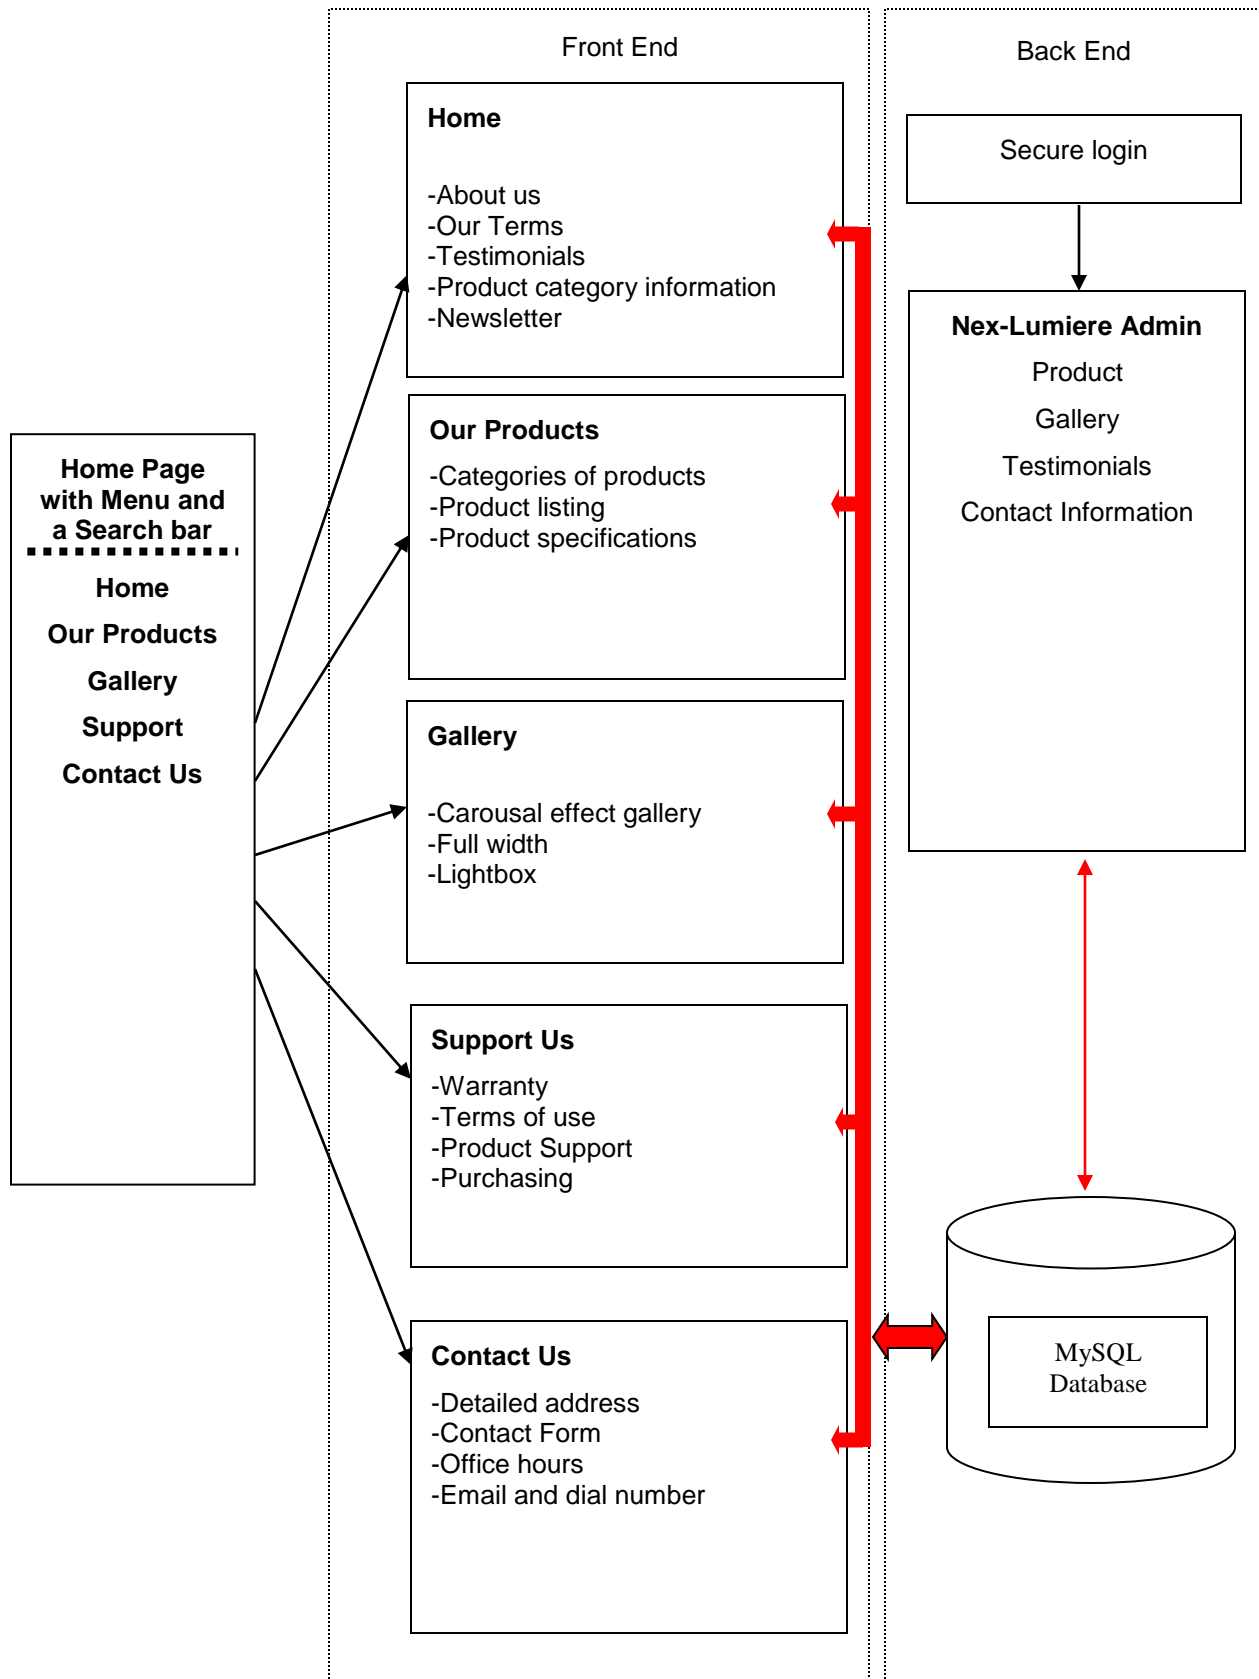 Front End
Back End
Home
-About us
-Our Terms
-Testimonials
-Product category information
-Newsletter
Secure login
Nex-Lumiere Admin
Product
Gallery
Testimonials
Contact Information
Home Page
with Menu and
a Search bar
Home
Our Products
Gallery
Support
Contact Us
Our Products
-Categories of products
-Product listing
-Product specifications
Gallery
-Carousal effect gallery
-Full width
-Lightbox
Support Us
-Warranty
-Terms of use
-Product Support
-Purchasing
Contact Us
-Detailed address
-Contact Form
-Office hours
-Email and dial number
MySQL
Database